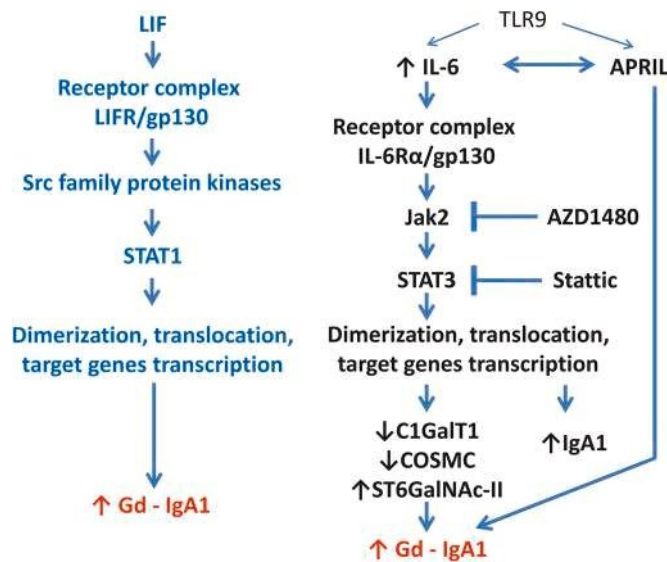 LIF
Receptor complex
LIFR/gp130
Src family protein kinases
STAT1
Dimerization, translocation,
target genes transcription
↑ Gd - IgA1
TLR9
↑ IL-6
APRIL
Receptor complex
IL-6Rα/gp130
Jak2
AZD1480
STAT3
Stattic
Dimerization, translocation,
target genes transcription
↓C1GalT1
↓COSMC
↑ST6GalNAc-II
↑IgA1
↑ Gd - IgA1